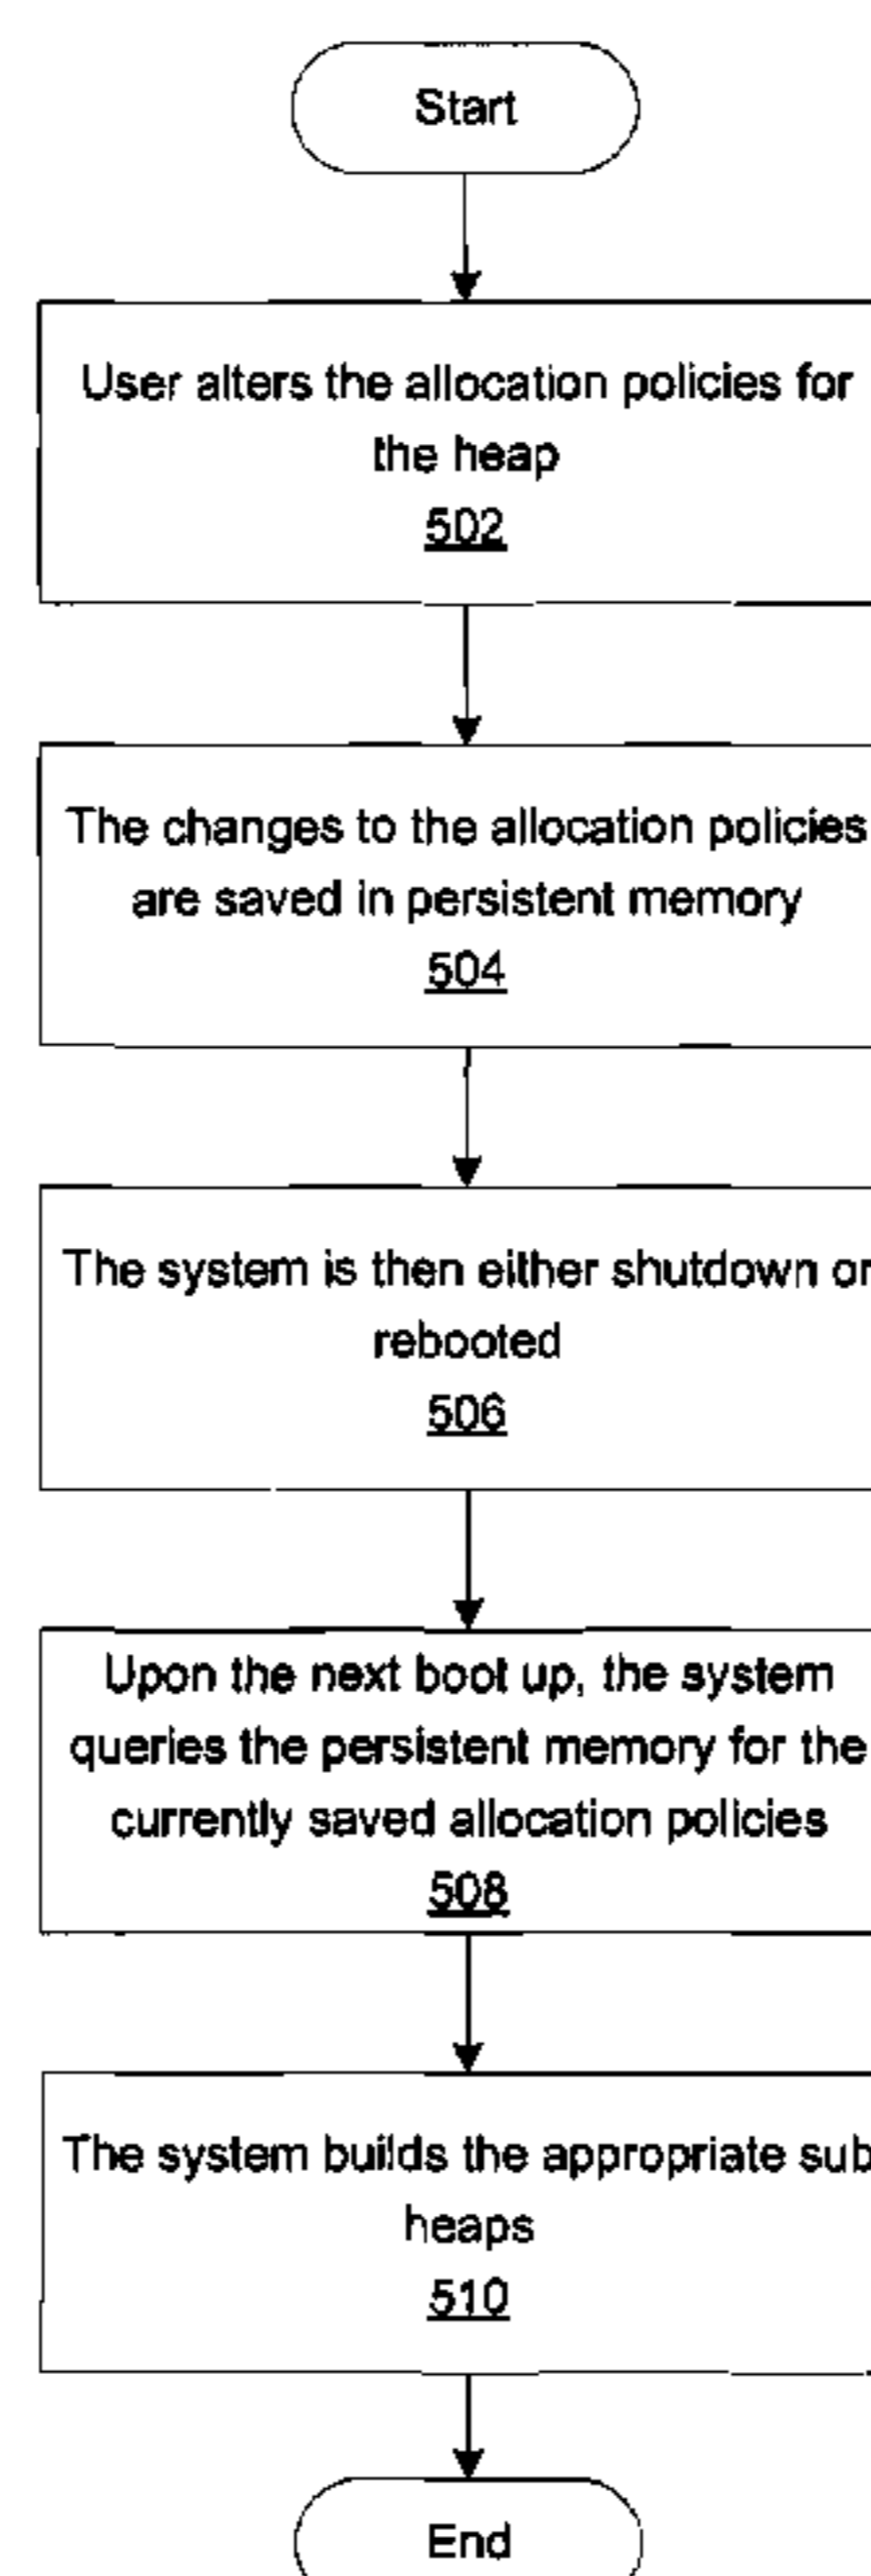 Start
User alters the allocation policies for
the heap
502
The changes to the allocation policies
are saved in persistent memory
504
The system is then either shutdown or
rebooted
506
Upon the next boot up, the system
queries the persistent memory for the
currently saved allocation policies
508
The system builds the appropriate sub
heaps
510
End